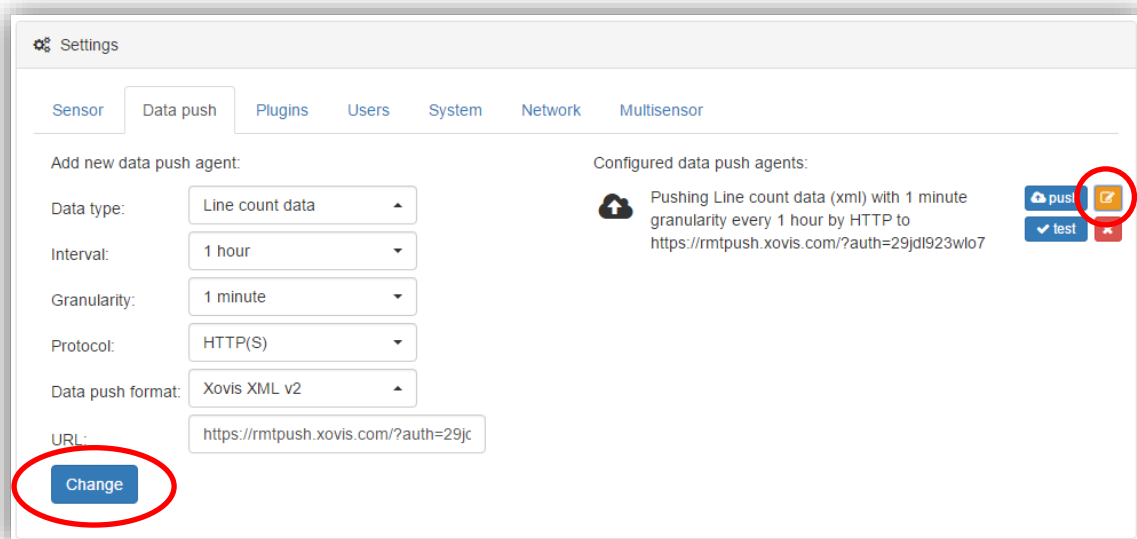 Settings
Sensor Data push Plugins Users System Network Multisensor
Add new data push agent:
Data type: Line count data
Interval: 1 hour
Granularity: 1 minute
Protocol: HTTP(S)
Data push format: Xovis XML v2
URL: https://rmtpush.xovis.com/?auth=29jc
Change
Configured data push agents:
Pushing Line count data (xml) with 1 minute
granularity every 1 hour by HTTP to
https://rmtpush.xovis.com/?auth=29jdl923wlo7
push
test